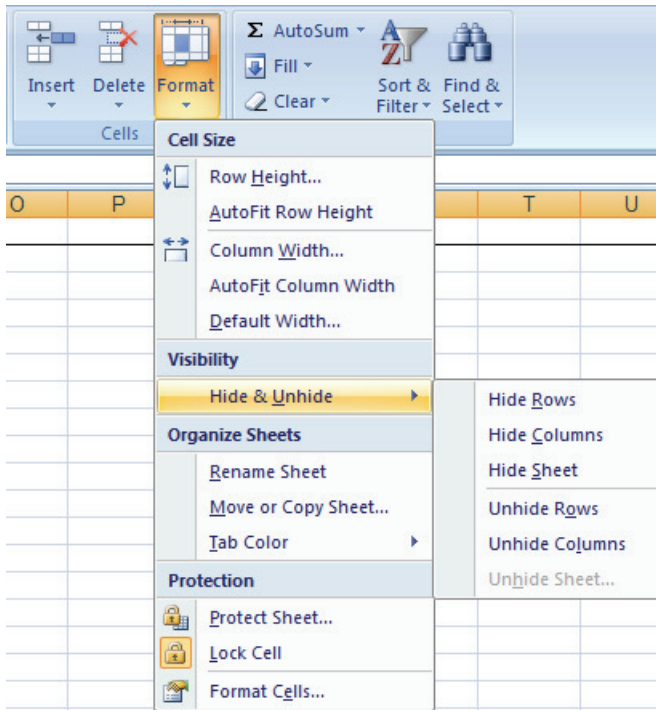 Σ AutoSum
Fill
Clear
Insert
Delete
Format
Sort &
Filter
Find &
Select
Cells
Cell Size
Row Height...
AutoFit Row Height
Column Width...
AutoFit Column Width
Default Width...
Visibility
Hide & Unhide
Organize Sheets
Rename Sheet
Move or Copy Sheet...
Tab Color
Protection
Protect Sheet...
Lock Cell
Format Cells...
Hide Rows
Hide Columns
Hide Sheet
Unhide Rows
Unhide Columns
Unhide Sheet...
O P T U
A
Z